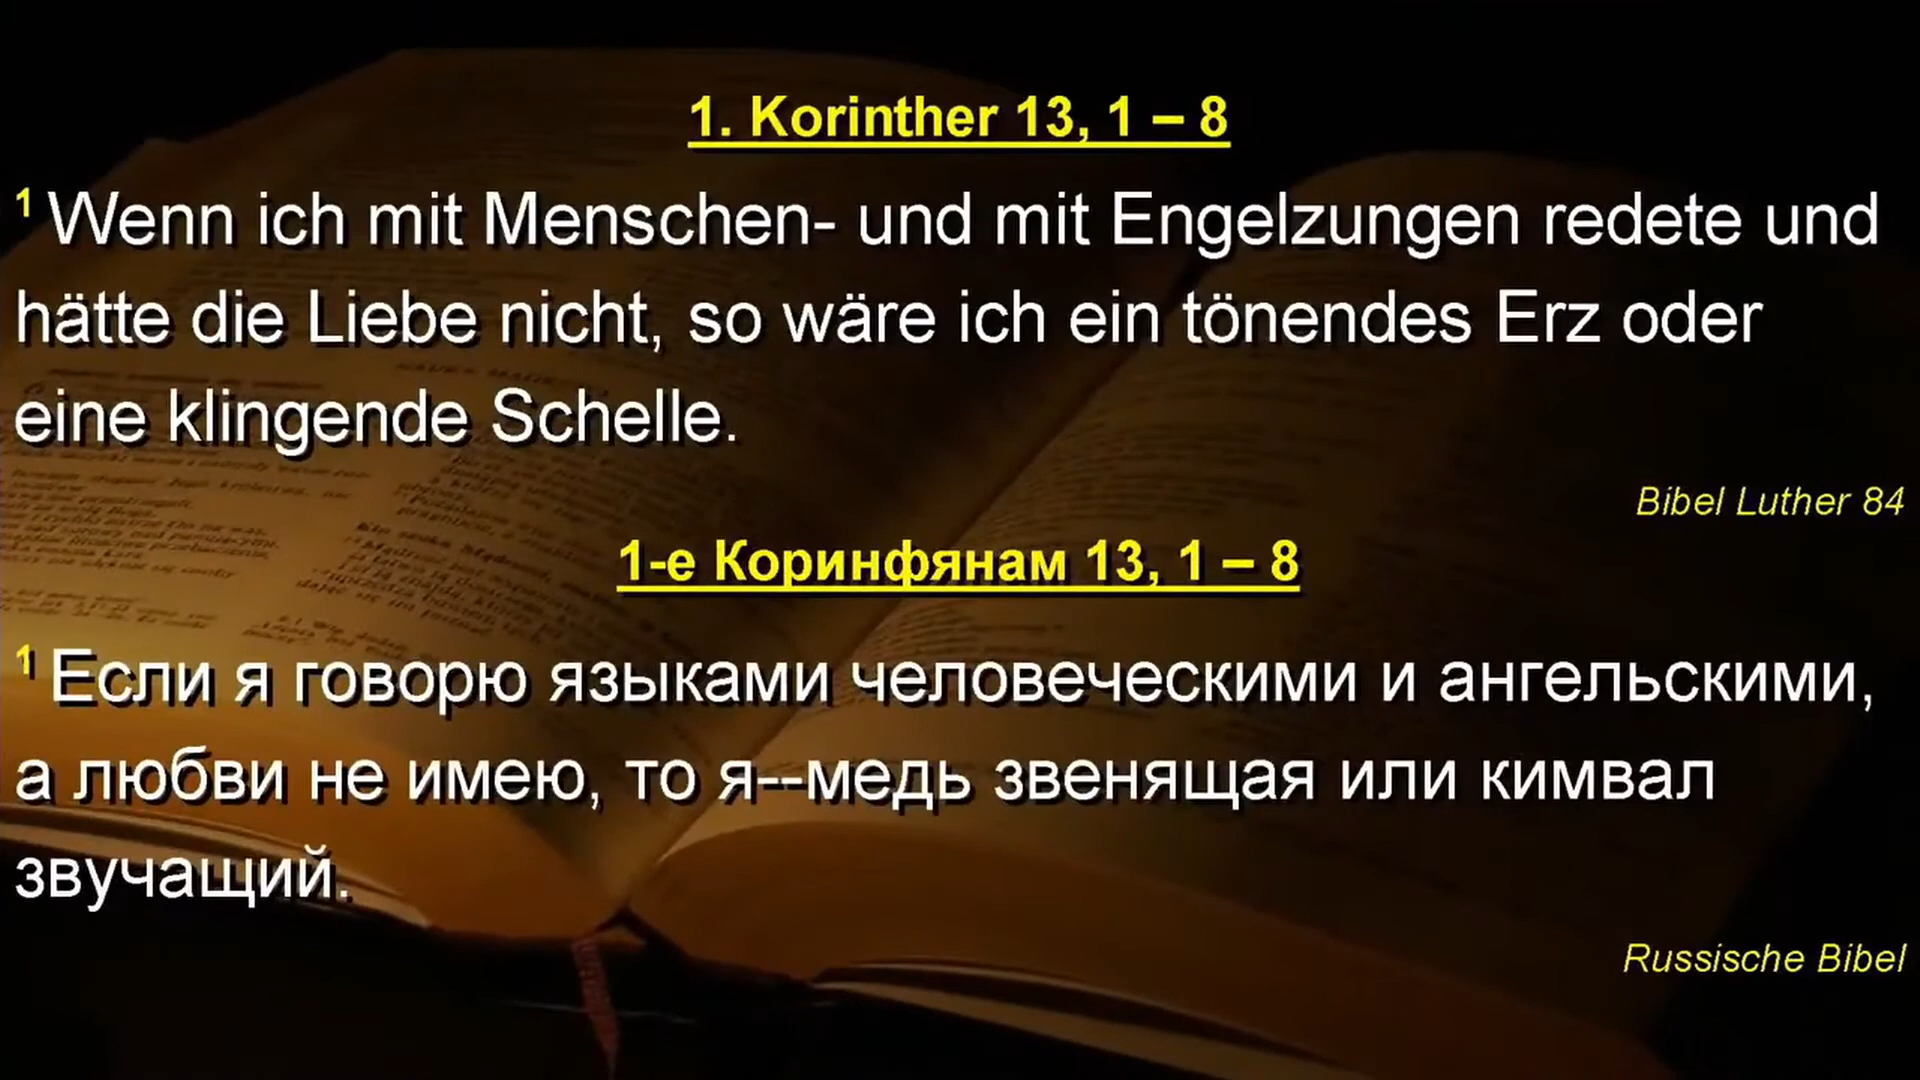 1. Korinther 13, 1 – 8
1 Wenn ich mit Menschen- und mit Engelzungen redete und
hätte die Liebe nicht, so wäre ich ein tönendes Erz oder
eine klingende Schelle.
Bibel Luther 84
1-е Коринфянам 13, 1 – 8
1 Если я говорю языками человеческими и ангельскими,
а любви не имею, то я--медь звенящая или кимвал
звучащий.
Russische Bibel